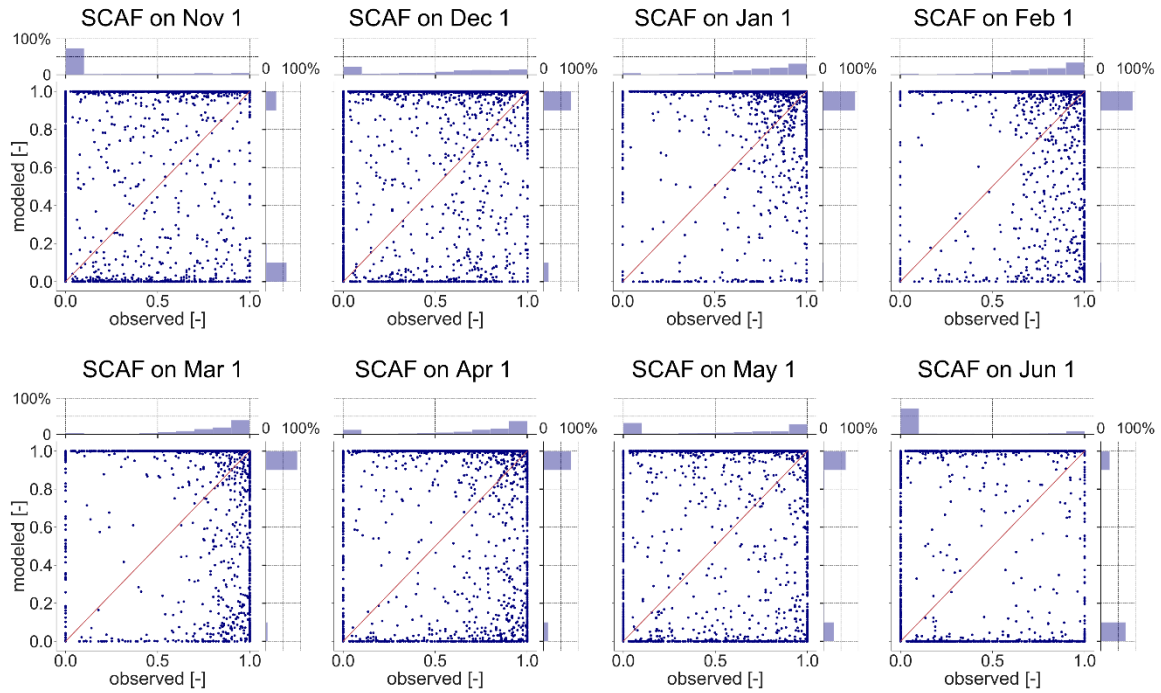 SCAF on Nov 1 SCAF on Dec 1 SCAF on Jan 1 SCAF on Feb 1
100%
0 0 100% 0 100% 0 100% 0 100%
1.0
0.8
0.6
0.4
0.2
0.0
modeled [-]
0.0 0.5 1.0 0.0 0.5 1.0 0.0 0.5 1.0 0.0 0.5 1.0
observed [-] observed [-] observed [-] observed [-]
SCAF on Mar 1 SCAF on Apr 1 SCAF on May 1 SCAF on Jun 1
100%
0 0 100% 0 100% 0 100% 0 100%
1.0
0.8
0.6
0.4
0.2
0.0
modeled [-]
0.0 0.5 1.0 0.0 0.5 1.0 0.0 0.5 1.0 0.0 0.5 1.0
observed [-] observed [-] observed [-] observed [-]